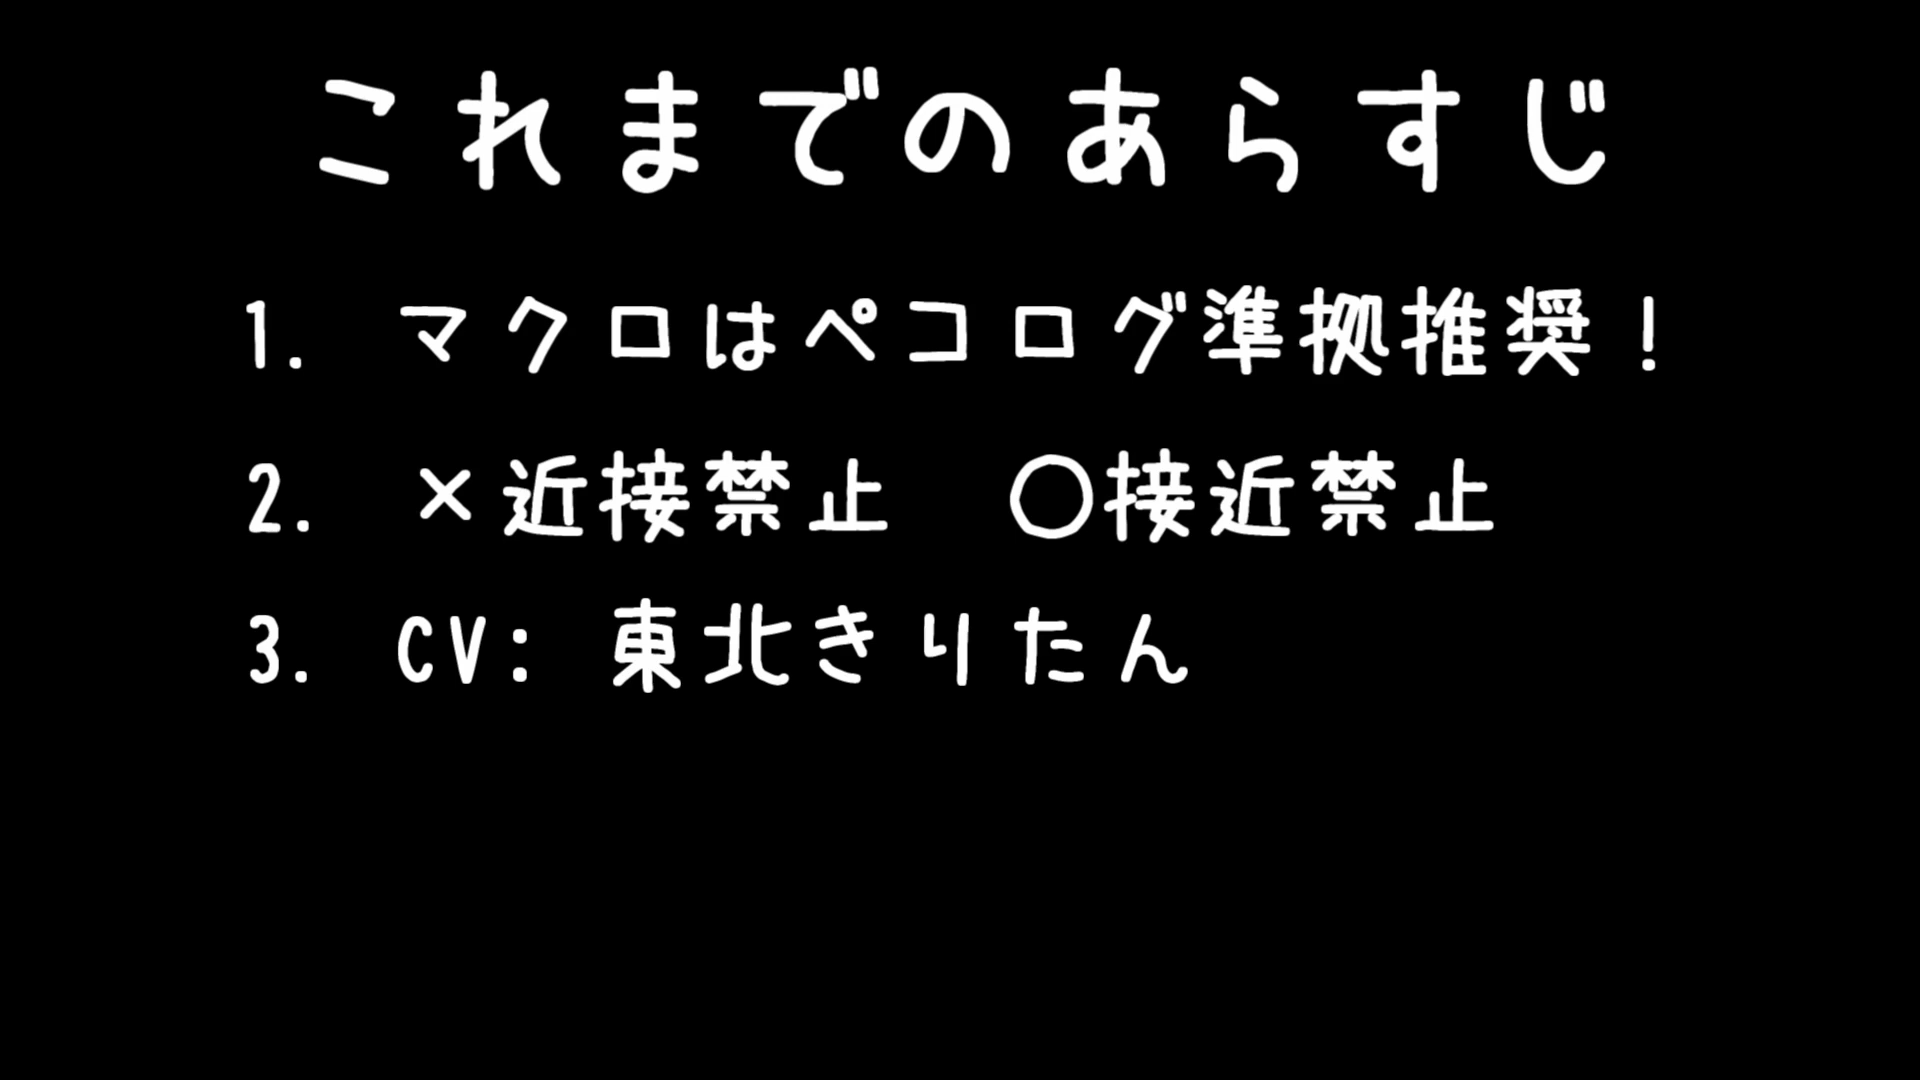 これまでのあらすじ
1. マクロはペコログ準拠推奨！
2. ×近接禁止　○接近禁止
3. CV: 東北きりたん